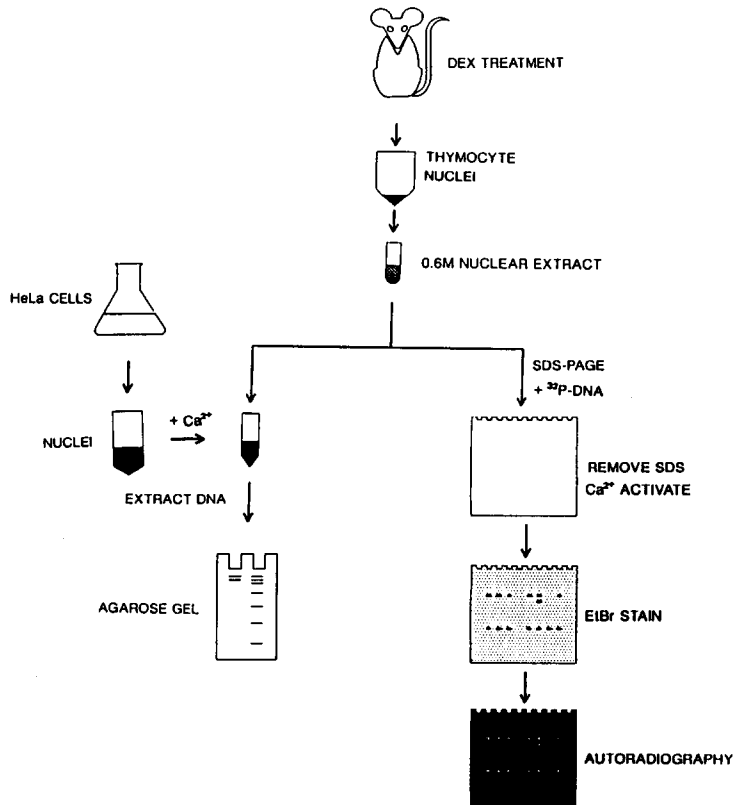 DEX TREATMENT
THYMOCYTE
NUCLEI
0.6M NUCLEAR EXTRACT
HeLa CELLS
SDS-PAGE
+ ³²P-DNA
+ Ca²⁺
NUCLEI
REMOVE SDS
Ca²⁺ ACTIVATE
EXTRACT DNA
AGAROSE GEL
EtBr STAIN
AUTORADIOGRAPHY